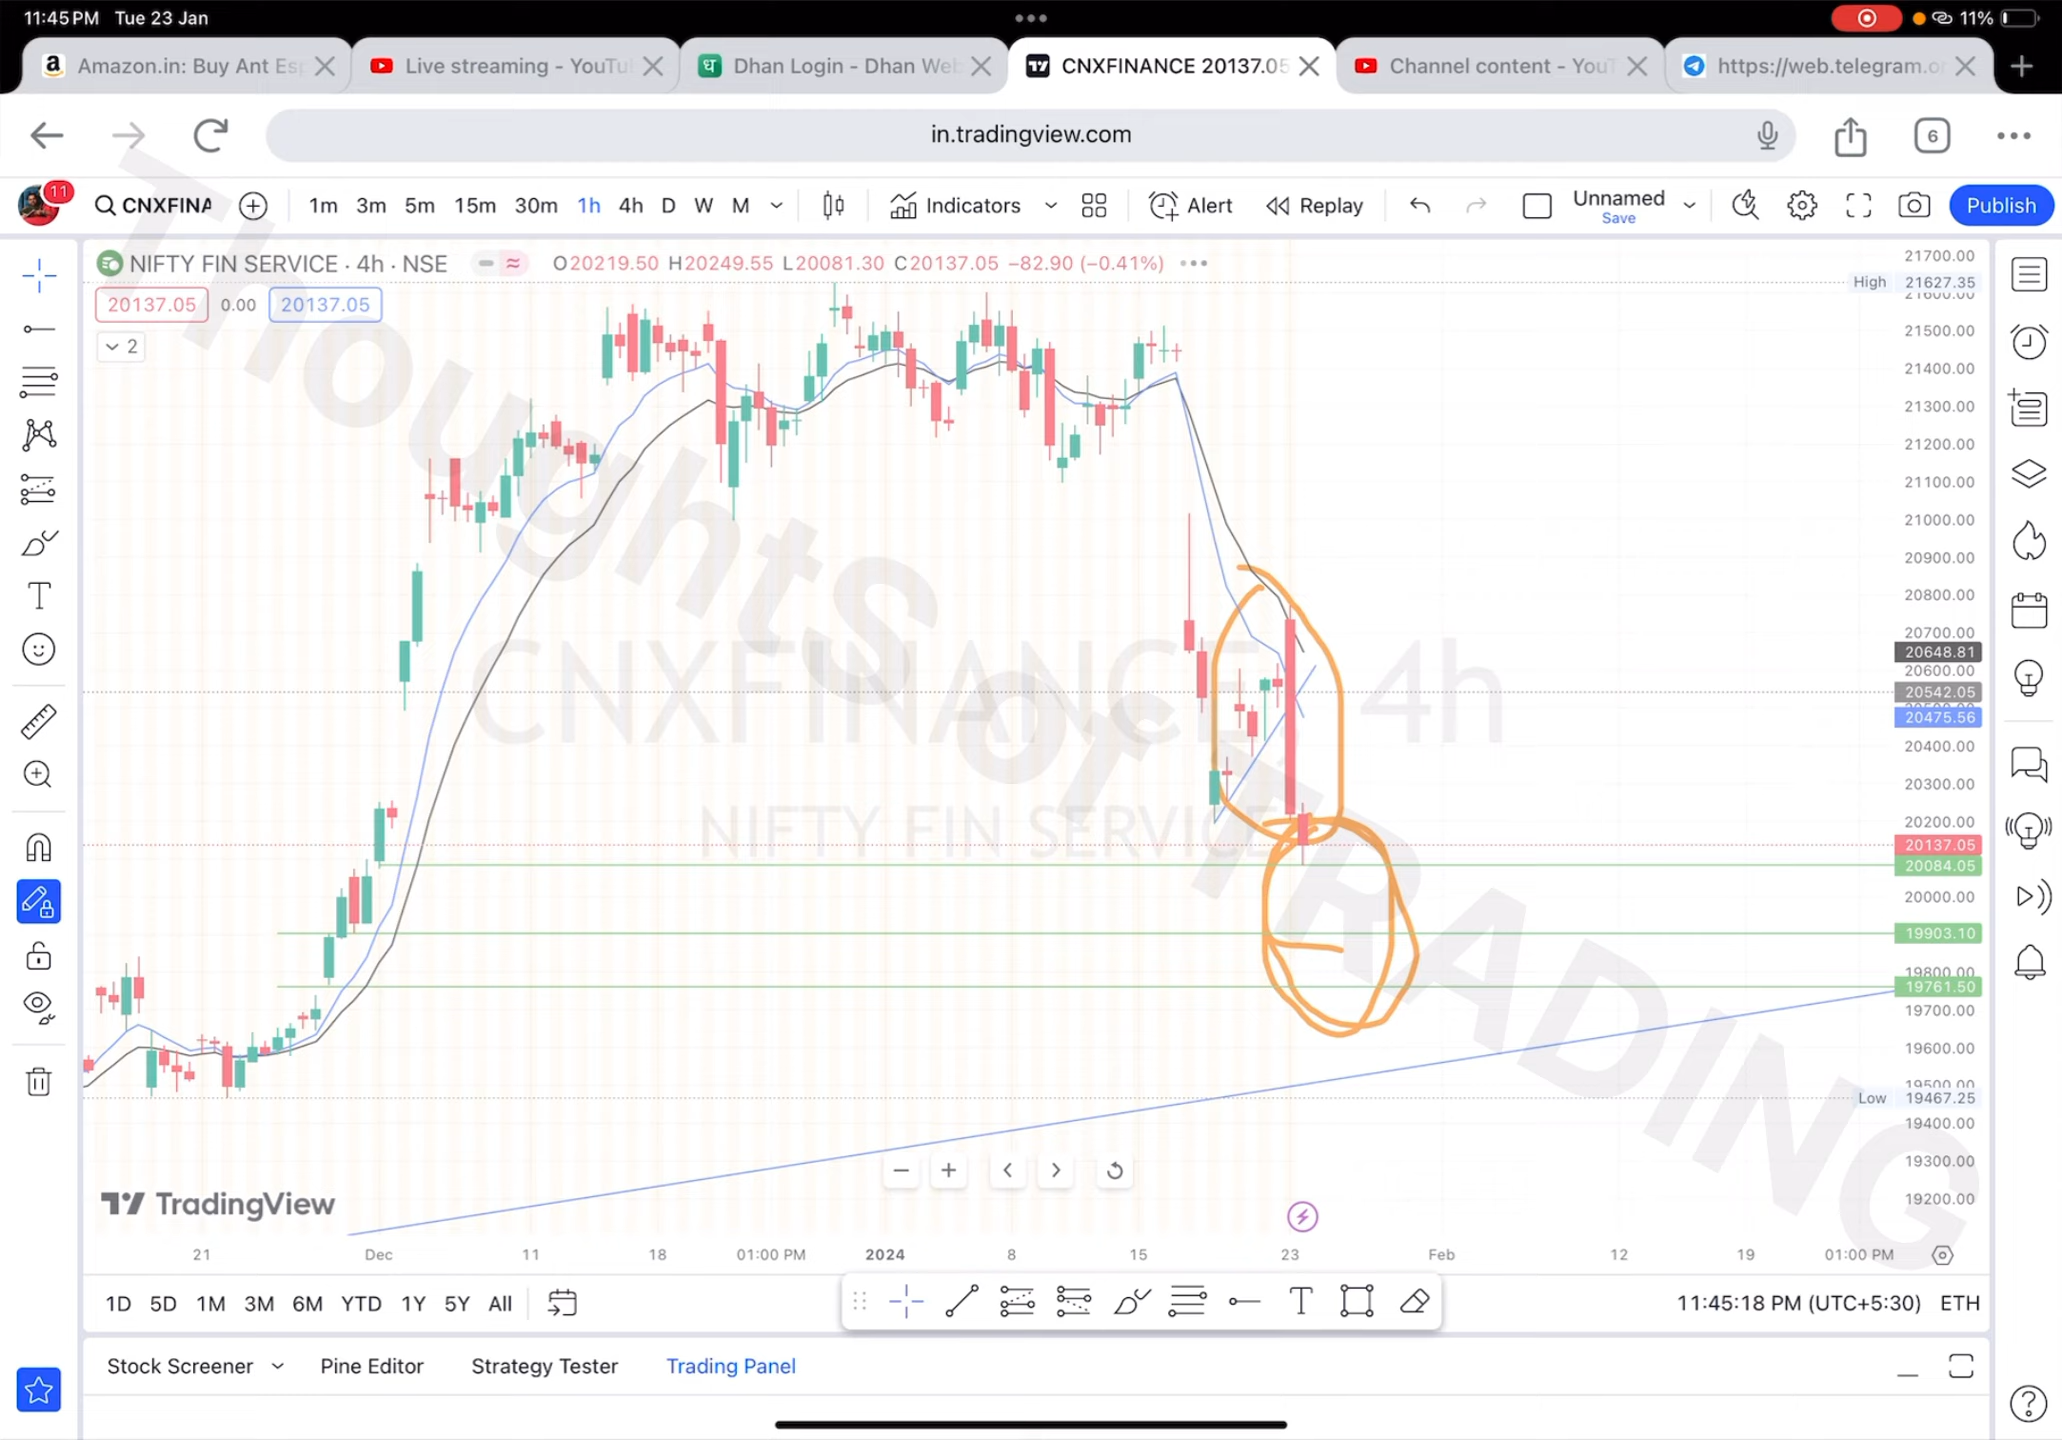 11:45 PM Tue 23 Jan
11%
Amazon.in: Buy Ant Esp
Live streaming - YouTu
Dhan Login - Dhan Web
CNXFINANCE 20137.05
Channel content - YouT
https://web.telegram.or
in.tradingview.com
6
11
CNXFINA
1m 3m 5m 15m 30m 1h 4h D W M
Indicators
Alert
Replay
Unnamed
Save
Publish
NIFTY FIN SERVICE · 4h · NSE
O20219.50 H20249.55 L20081.30 C20137.05 −82.90 (−0.41%)
20137.05 0.00 20137.05
2
ThoughtS of TRADING
CNXFINANCE, 4h
NIFTY FIN SERVICE
21700.00
High 21627.35
21600.00
21500.00
21400.00
21300.00
21200.00
21100.00
21000.00
20900.00
20800.00
20700.00
20648.81
20600.00
20542.05
20475.56
20400.00
20300.00
20200.00
20137.05
20084.05
20000.00
19903.10
19800.00
19761.50
19700.00
19600.00
19500.00
Low 19467.25
19400.00
19300.00
19200.00
TradingView
21 Dec 11 18 01:00 PM 2024 8 15 23 Feb 12 19 01:00 PM
1D 5D 1M 3M 6M YTD 1Y 5Y All
11:45:18 PM (UTC+5:30) ETH
Stock Screener Pine Editor Strategy Tester Trading Panel